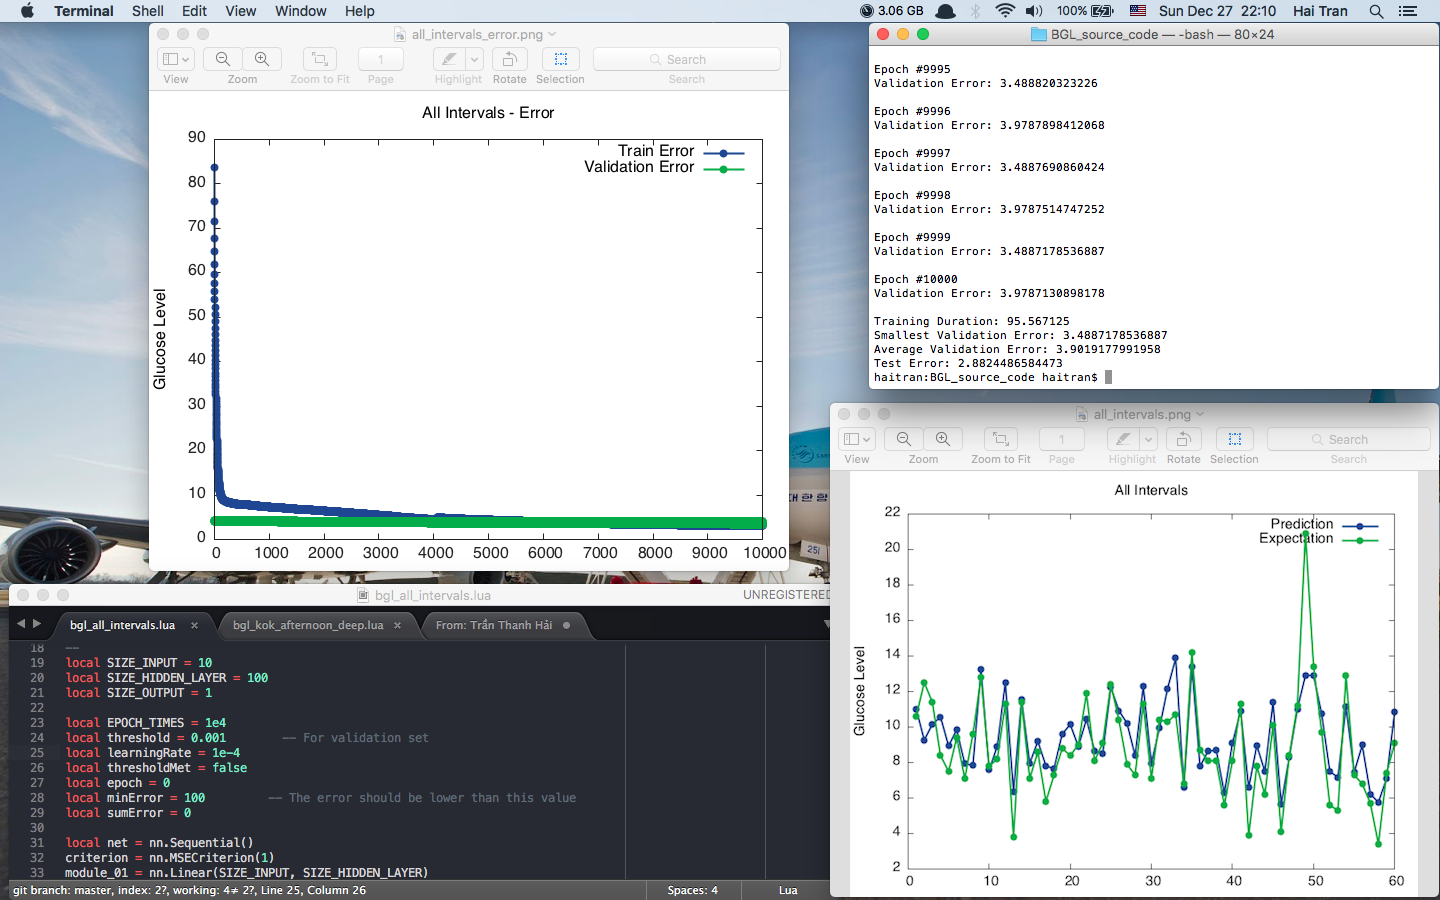 Terminal Shell Edit View Window Help 3.06 GB 100% Sun Dec 27 22:10 Hai Tran
all_intervals_error.png
View Zoom Zoom to Fit 1 Page Highlight Rotate Selection Search Search
All Intervals - Error
Train Error
Validation Error
Glucose Level
90
80
70
60
50
40
30
20
10
0
0 1000 2000 3000 4000 5000 6000 7000 8000 9000 10000
BGL_source_code — -bash — 80×24
Epoch #9995
Validation Error: 3.488820323226
Epoch #9996
Validation Error: 3.9787898412068
Epoch #9997
Validation Error: 3.4887690860424
Epoch #9998
Validation Error: 3.9787514747252
Epoch #9999
Validation Error: 3.4887178536887
Epoch #10000
Validation Error: 3.9787130898178
Training Duration: 95.567125
Smallest Validation Error: 3.4887178536887
Average Validation Error: 3.9019177991958
Test Error: 2.8824486584473
haitran:BGL_source_code haitran$
대한항
251
bgl_all_intervals.lua UNREGISTERED
bgl_all_intervals.lua × bgl_kok_afternoon_deep.lua × From: Trần Thanh Hải
18 --
19 local SIZE_INPUT = 10
20 local SIZE_HIDDEN_LAYER = 100
21 local SIZE_OUTPUT = 1
22
23 local EPOCH_TIMES = 1e4
24 local threshold = 0.001 -- For validation set
25 local learningRate = 1e-4
26 local thresholdMet = false
27 local epoch = 0
28 local minError = 100 -- The error should be lower than this value
29 local sumError = 0
30
31 local net = nn.Sequential()
32 criterion = nn.MSECriterion(1)
33 module_01 = nn.Linear(SIZE_INPUT, SIZE_HIDDEN_LAYER)
git branch: master, index: 2?, working: 4≠ 2?, Line 25, Column 26 Spaces: 4 Lua
all_intervals.png
View Zoom Zoom to Fit 1 Page Highlight Rotate Selection Search Search
All Intervals
Prediction
Expectation
Glucose Level
22
20
18
16
14
12
10
8
6
4
2
0 10 20 30 40 50 60